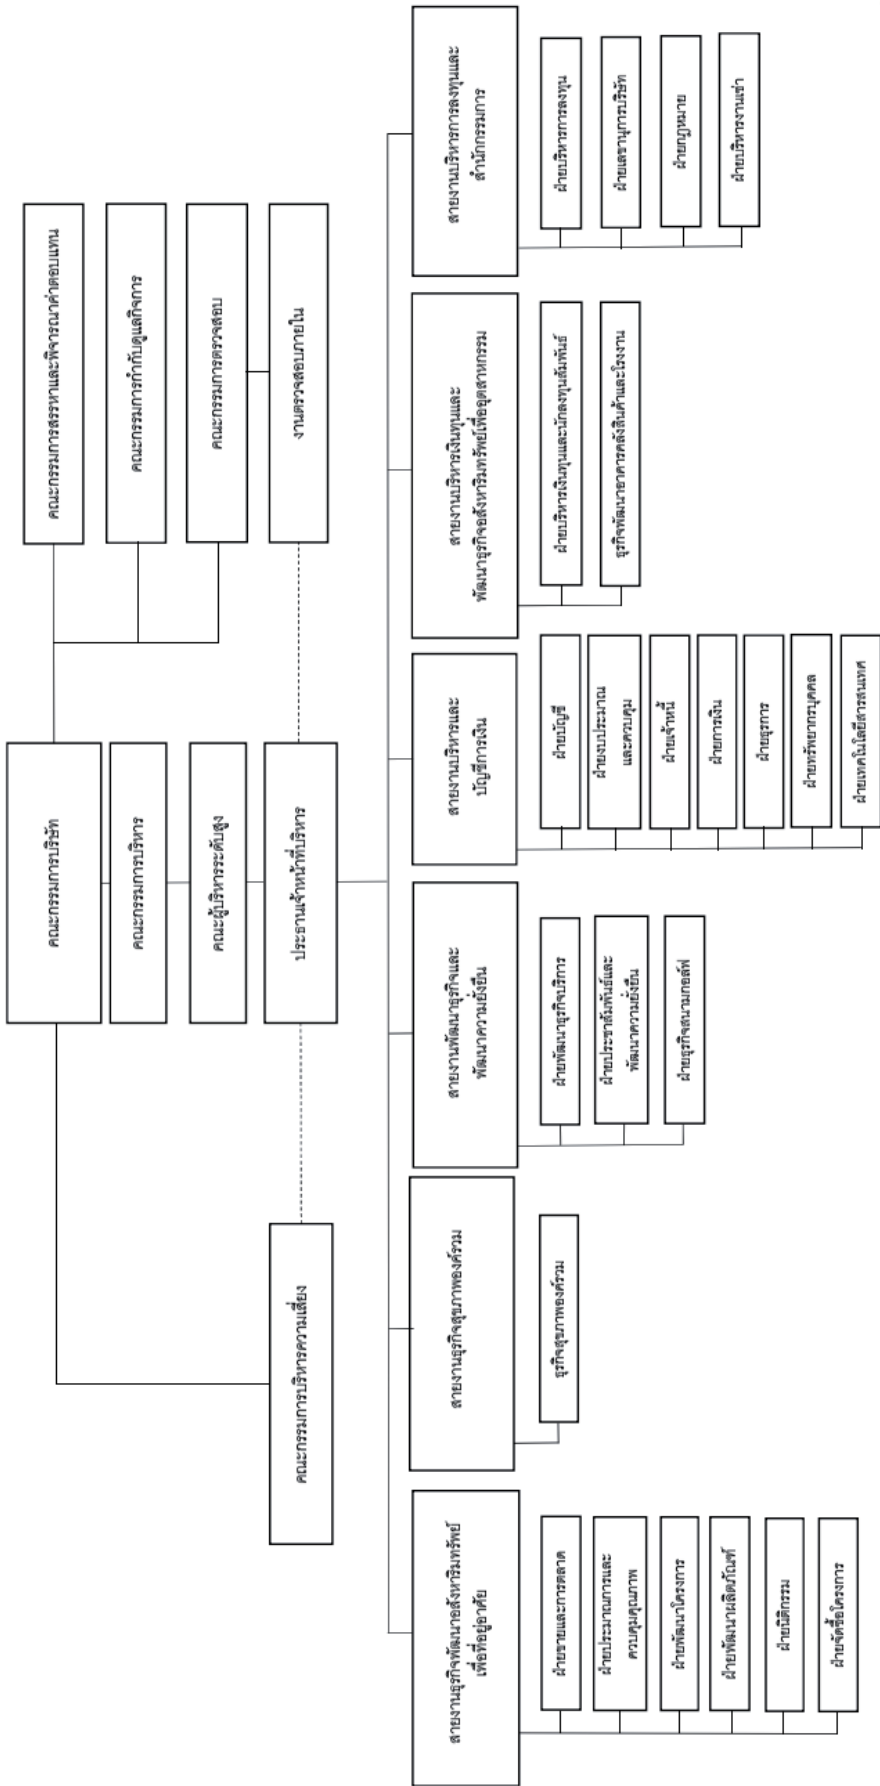 คณะกรรมการบริษัท
คณะกรรมการสรรหาและพิจารณาค่าตอบแทน
คณะกรรมการบริหาร
คณะกรรมการกำกับดูแลกิจการ
คณะผู้บริหารระดับสูง
คณะกรรมการตรวจสอบ
คณะกรรมการบริหารความเสี่ยง
ประธานเจ้าหน้าที่บริหาร
งานตรวจสอบภายใน
สายงานธุรกิจพัฒนาอสังหาริมทรัพย์
เพื่อที่อยู่อาศัย
ฝ่ายขายและการตลาด
ฝ่ายประมาณการและ
ควบคุมคุณภาพ
ฝ่ายพัฒนาโครงการ
ฝ่ายพัฒนาผลิตภัณฑ์
ฝ่ายนิติกรรม
ฝ่ายจัดซื้อโครงการ
สายงานธุรกิจสุขภาพองค์รวม
ธุรกิจสุขภาพองค์รวม
สายงานพัฒนาธุรกิจและ
พัฒนาความยั่งยืน
ฝ่ายพัฒนาธุรกิจบริการ
ฝ่ายประชาสัมพันธ์และ
พัฒนาความยั่งยืน
ฝ่ายธุรกิจสนามกอล์ฟ
สายงานบริหารและ
บัญชีการเงิน
ฝ่ายบัญชี
ฝ่ายงบประมาณ
และควบคุม
ฝ่ายเจ้าหนี้
ฝ่ายการเงิน
ฝ่ายธุรการ
ฝ่ายทรัพยากรบุคคล
ฝ่ายเทคโนโลยีสารสนเทศ
สายงานบริหารเงินทุนและ
พัฒนาธุรกิจอสังหาริมทรัพย์เพื่ออุตสาหกรรม
ฝ่ายบริหารเงินทุนและนักลงทุนสัมพันธ์
ธุรกิจพัฒนาอาคารคลังสินค้าและโรงงาน
สายงานบริหารการลงทุนและ
สำนักกรรมการ
ฝ่ายบริหารการลงทุน
ฝ่ายเลขานุการบริษัท
ฝ่ายกฎหมาย
ฝ่ายบริหารงานเช่า